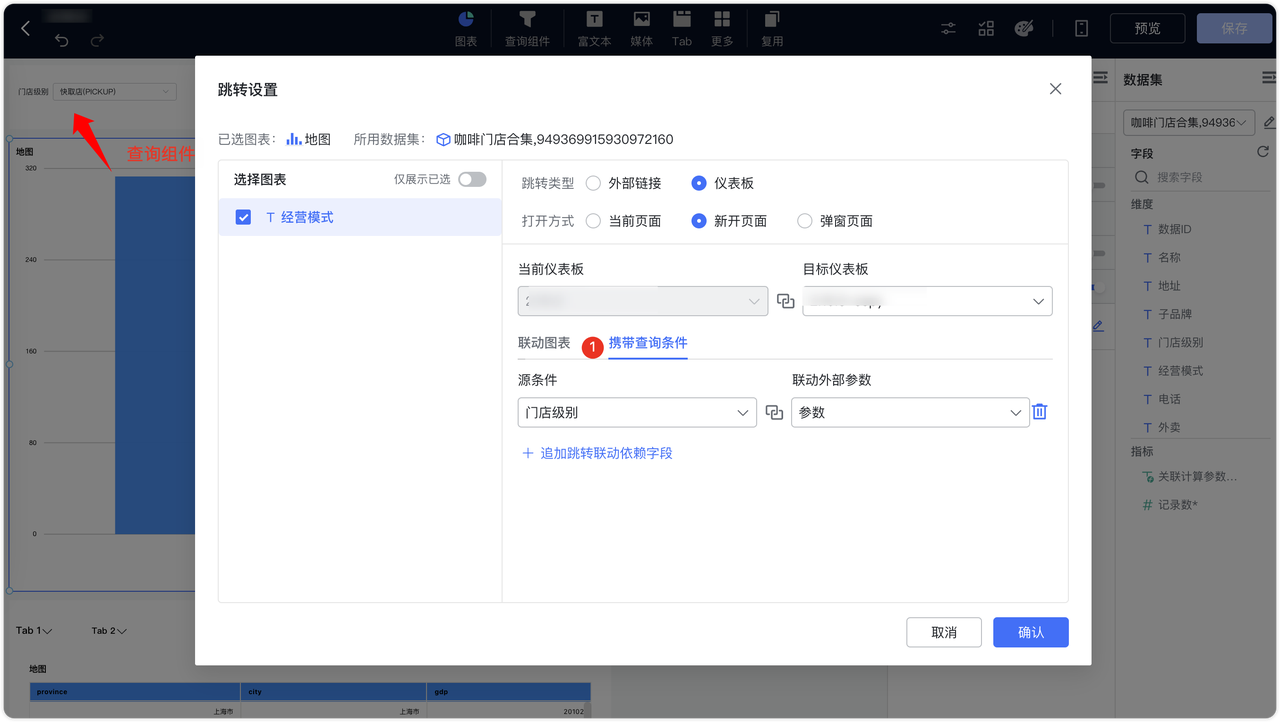 图表
查询组件
富文本
媒体
Tab
更多
复用
预览
保存
门店级别
快取店(PICKUP)
查询组件
地图
320
240
160
80
0
Tab 1
Tab 2
地图
province
city
gdp
上海市
上海市
20102
跳转设置
已选图表：
地图
所用数据集：
咖啡门店合集,949369915930972160
选择图表
仅展示已选
T 经营模式
跳转类型
外部链接
仪表板
打开方式
当前页面
新开页面
弹窗页面
当前仪表板
目标仪表板
联动图表
1
携带查询条件
源条件
联动外部参数
门店级别
参数
追加跳转联动依赖字段
取消
确认
数据集
咖啡门店合集,94936
字段
搜索字段
维度
T 数据ID
T 名称
T 地址
T 子品牌
T 门店级别
T 经营模式
T 电话
T 外卖
指标
关联计算参数...
# 记录数*